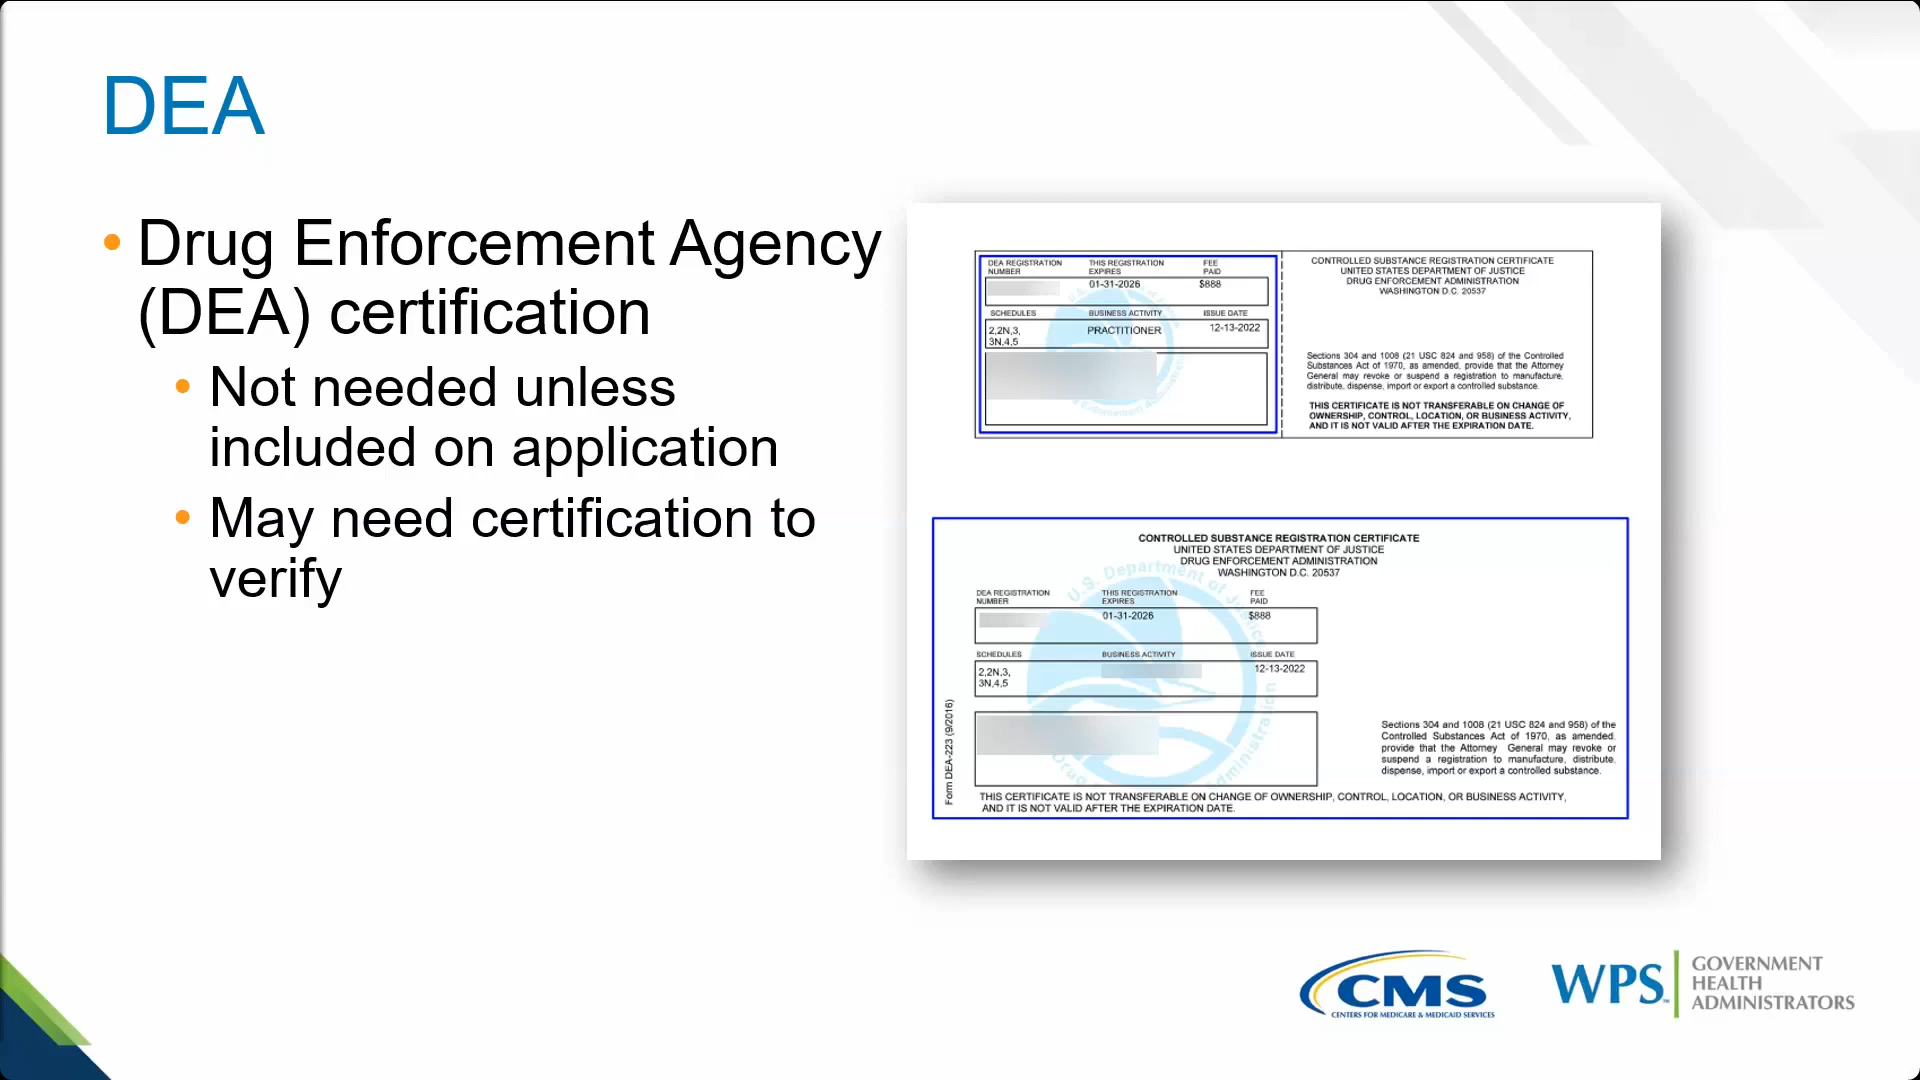 DEA
• Drug Enforcement Agency
(DEA) certification
• Not needed unless
included on application
• May need certification to
verify
DEA REGISTRATION NUMBER
THIS REGISTRATION EXPIRES
FEE PAID
01-31-2026
$888
SCHEDULES
BUSINESS ACTIVITY
ISSUE DATE
2,2N,3,
3N,4,5
PRACTITIONER
12-13-2022
CONTROLLED SUBSTANCE REGISTRATION CERTIFICATE
UNITED STATES DEPARTMENT OF JUSTICE
DRUG ENFORCEMENT ADMINISTRATION
WASHINGTON D.C. 20537
Sections 304 and 1008 (21 USC 824 and 958) of the Controlled
Substances Act of 1970, as amended, provide that the Attorney
General may revoke or suspend a registration to manufacture,
distribute, dispense, import or export a controlled substance.
THIS CERTIFICATE IS NOT TRANSFERABLE ON CHANGE OF
OWNERSHIP, CONTROL, LOCATION, OR BUSINESS ACTIVITY,
AND IT IS NOT VALID AFTER THE EXPIRATION DATE.
CONTROLLED SUBSTANCE REGISTRATION CERTIFICATE
UNITED STATES DEPARTMENT OF JUSTICE
DRUG ENFORCEMENT ADMINISTRATION
WASHINGTON D.C. 20537
U.S. Department of Justice
DEA REGISTRATION NUMBER
THIS REGISTRATION EXPIRES
FEE PAID
01-31-2026
$888
SCHEDULES
BUSINESS ACTIVITY
ISSUE DATE
2,2N,3,
3N,4,5
12-13-2022
Form DEA-223 (9/2016)
Sections 304 and 1008 (21 USC 824 and 958) of the
Controlled Substances Act of 1970, as amended,
provide that the Attorney General may revoke or
suspend a registration to manufacture, distribute,
dispense, import or export a controlled substance.
THIS CERTIFICATE IS NOT TRANSFERABLE ON CHANGE OF OWNERSHIP, CONTROL, LOCATION, OR BUSINESS ACTIVITY,
AND IT IS NOT VALID AFTER THE EXPIRATION DATE.
CMS
CENTERS FOR MEDICARE & MEDICAID SERVICES
WPS
GOVERNMENT
HEALTH
ADMINISTRATORS